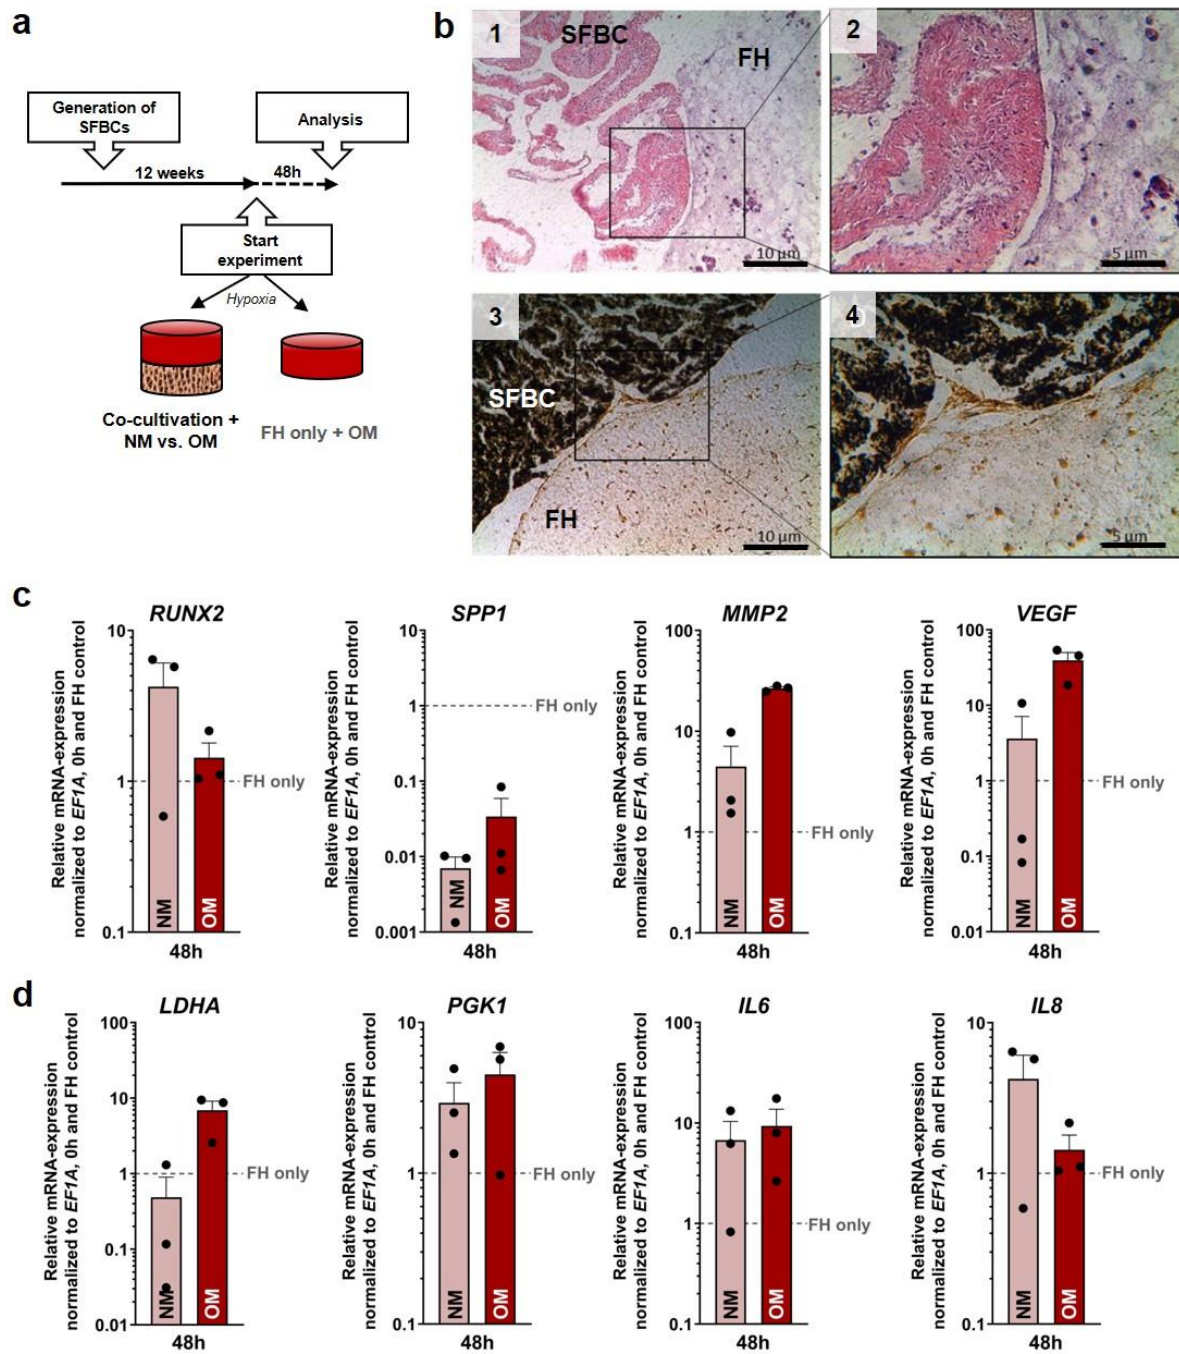 a
Generation of
SFBCs
Analysis
12 weeks
48h
Start
experiment
Hypoxia
Co-cultivation +
NM vs. OM
FH only + OM
b
1
SFBC
FH
10 µm
2
5 µm
3
SFBC
FH
10 µm
4
5 µm
c
RUNX2
Relative mRNA-expression
normalized to EF1A, 0h and FH control
10
1
0.1
FH only
NM
OM
48h
SPP1
Relative mRNA-expression
normalized to EF1A, 0h and FH control
10
1
0.1
0.01
0.001
FH only
NM
OM
48h
MMP2
Relative mRNA-expression
normalized to EF1A, 0h and FH control
100
10
1
0.1
FH only
NM
OM
48h
VEGF
Relative mRNA-expression
normalized to EF1A, 0h and FH control
100
10
1
0.1
0.01
FH only
NM
OM
48h
d
LDHA
Relative mRNA-expression
normalized to EF1A, 0h and FH control
100
10
1
0.1
0.01
FH only
NM
OM
48h
PGK1
Relative mRNA-expression
normalized to EF1A, 0h and FH control
10
1
0.1
FH only
NM
OM
48h
IL6
Relative mRNA-expression
normalized to EF1A, 0h and FH control
100
10
1
0.1
FH only
NM
OM
48h
IL8
Relative mRNA-expression
normalized to EF1A, 0h and FH control
10
1
0.1
FH only
NM
OM
48h